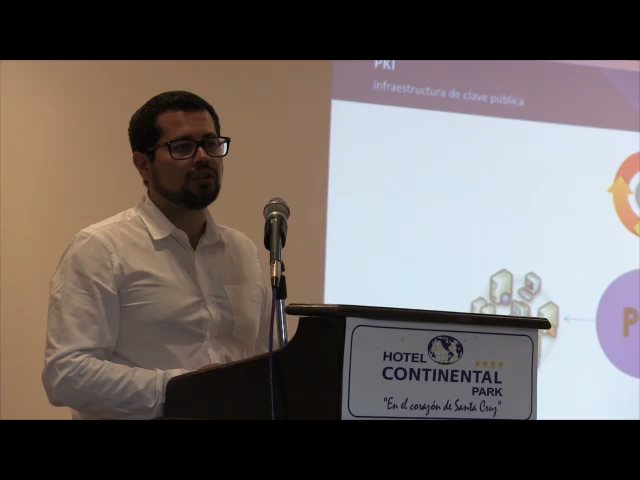 PKI
Infraestructura de clave pública
P
HOTEL
CONTINENTAL
PARK
"En el corazón de Santa Cruz"